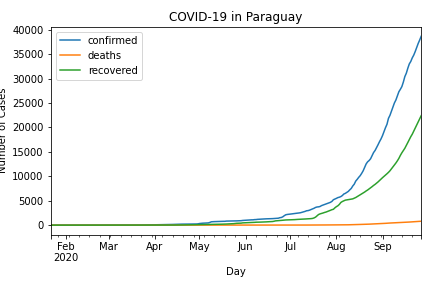 COVID-19 in Paraguay
confirmed
deaths
recovered
Number of Cases
40000
35000
30000
25000
20000
15000
10000
5000
0
Feb Mar Apr May Jun Jul Aug Sep
2020
Day